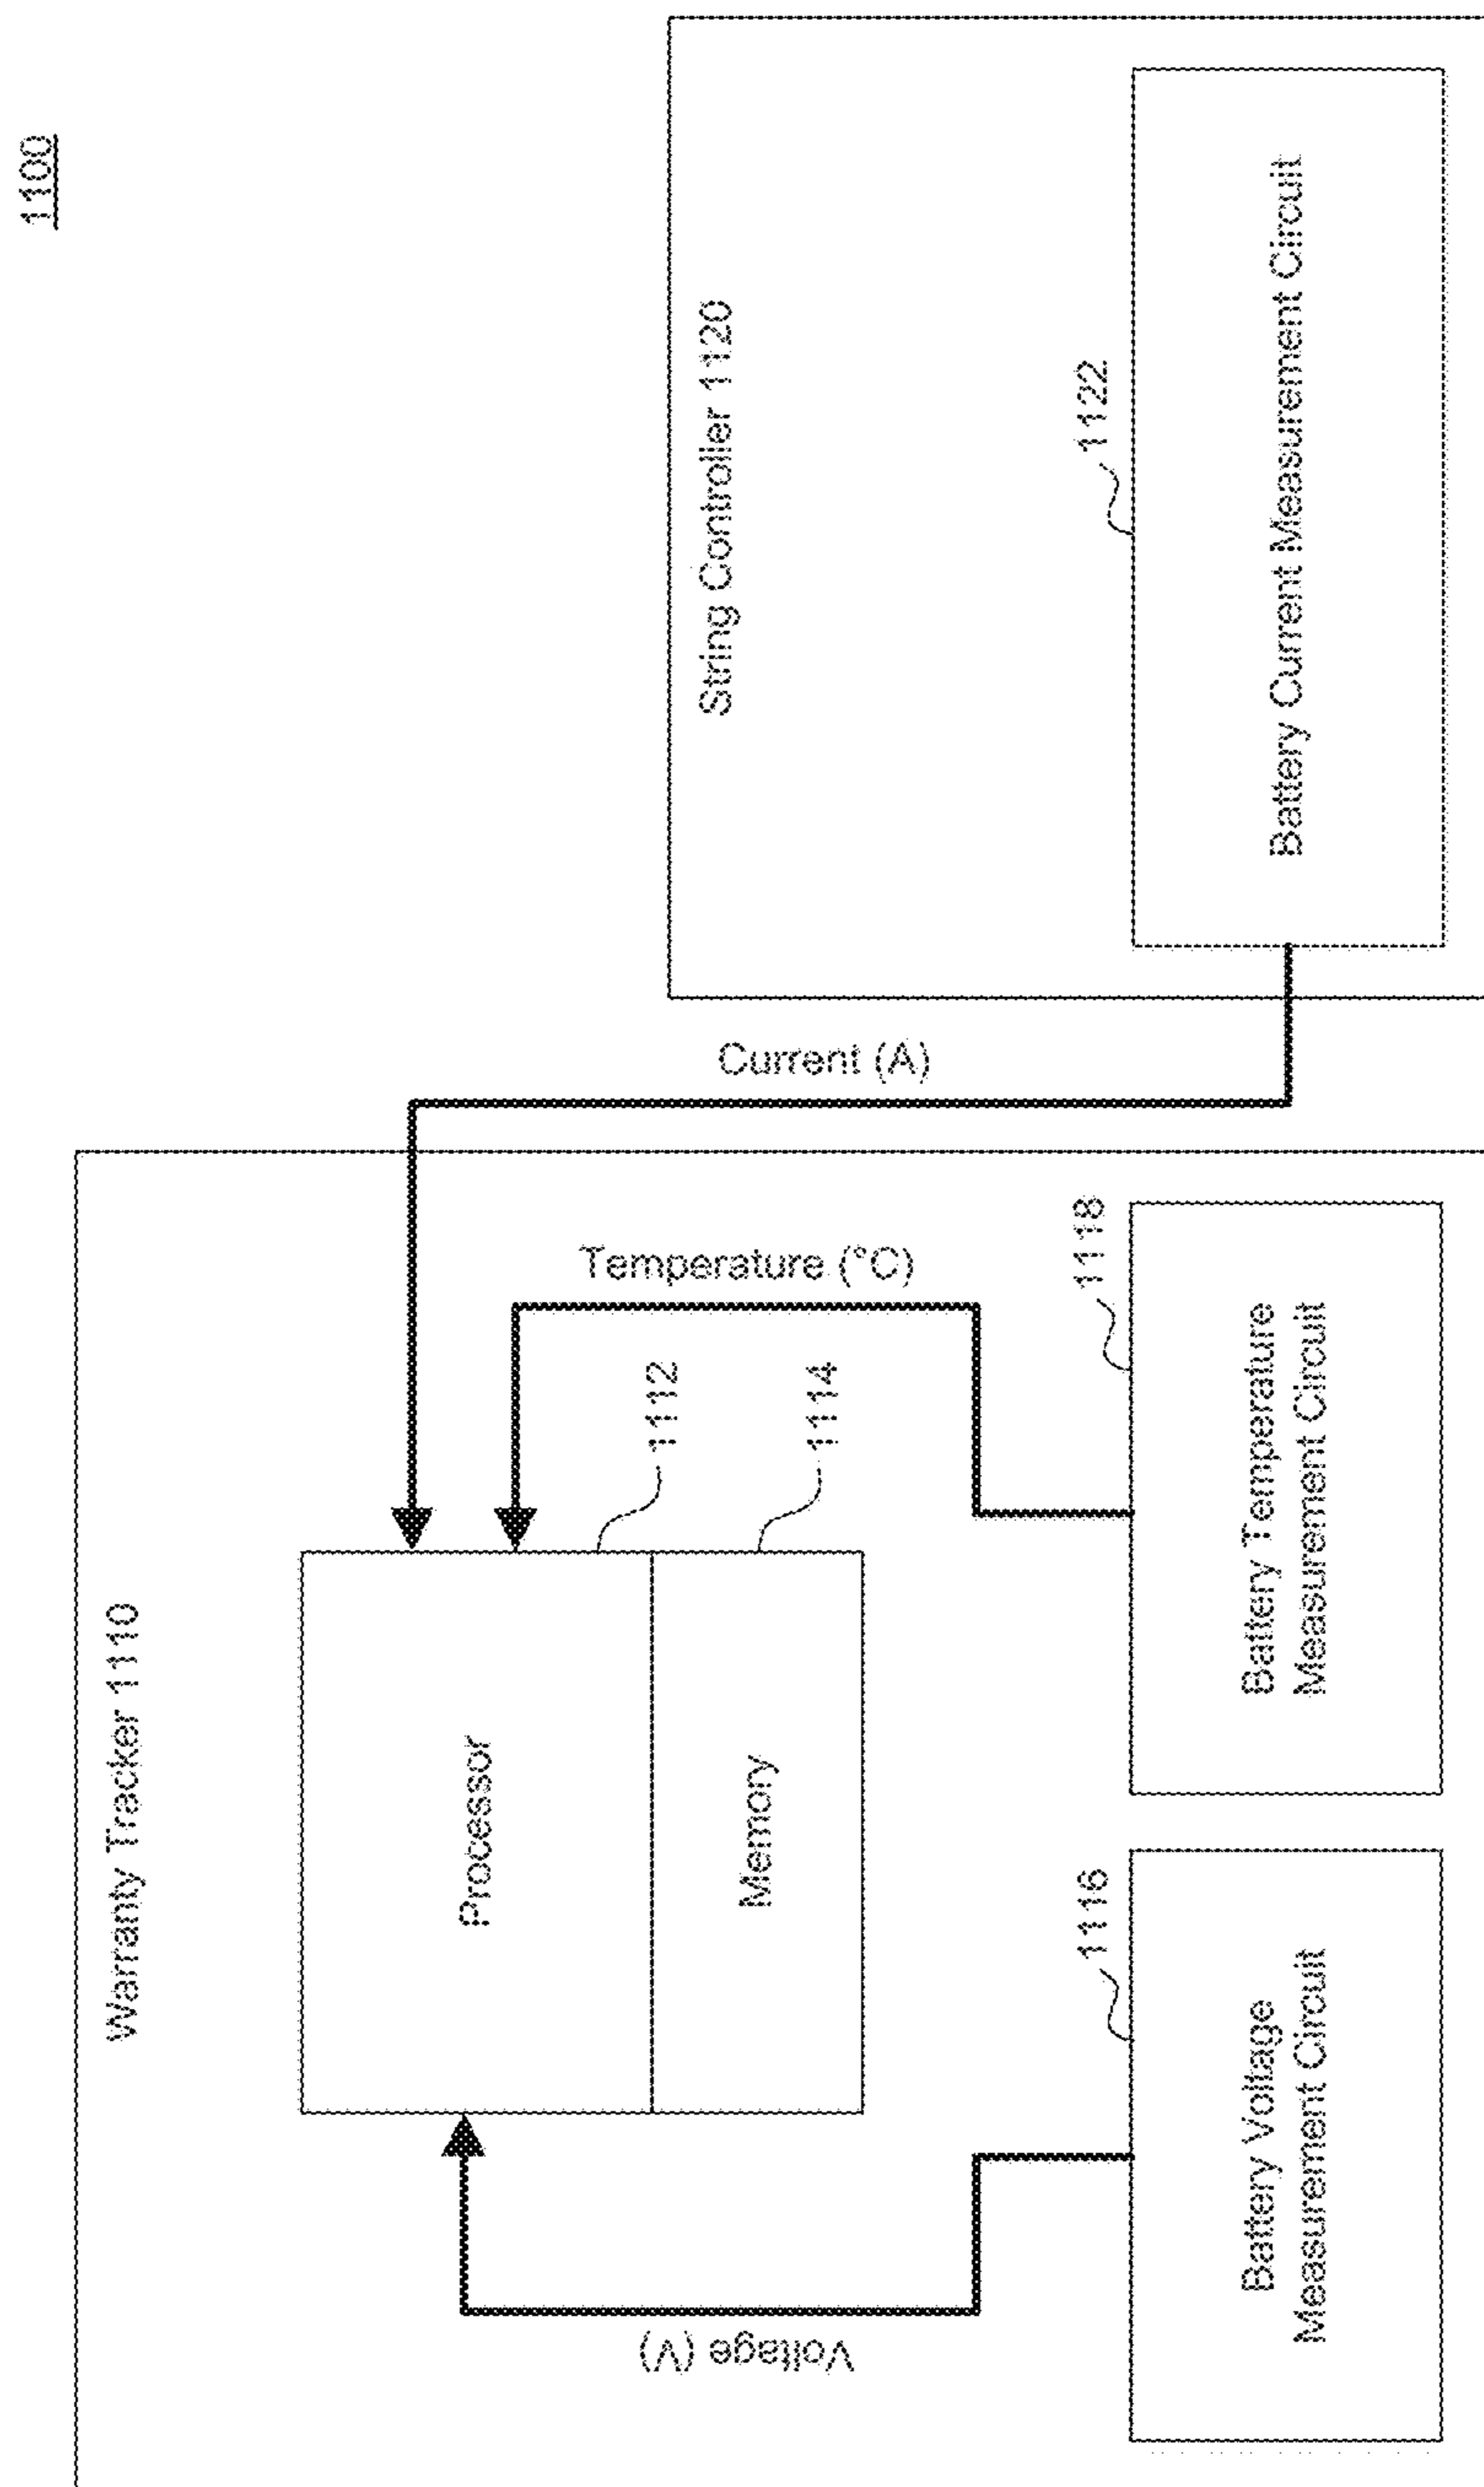 1100
Warranty Tracker 1110
Processor
1112
Memory
1114
Voltage (V)
Temperature (°C)
Current (A)
Battery Voltage
Measurement Circuit
1116
Battery Temperature
Measurement Circuit
1118
String Controller 1120
1122
Battery Current Measurement Circuit